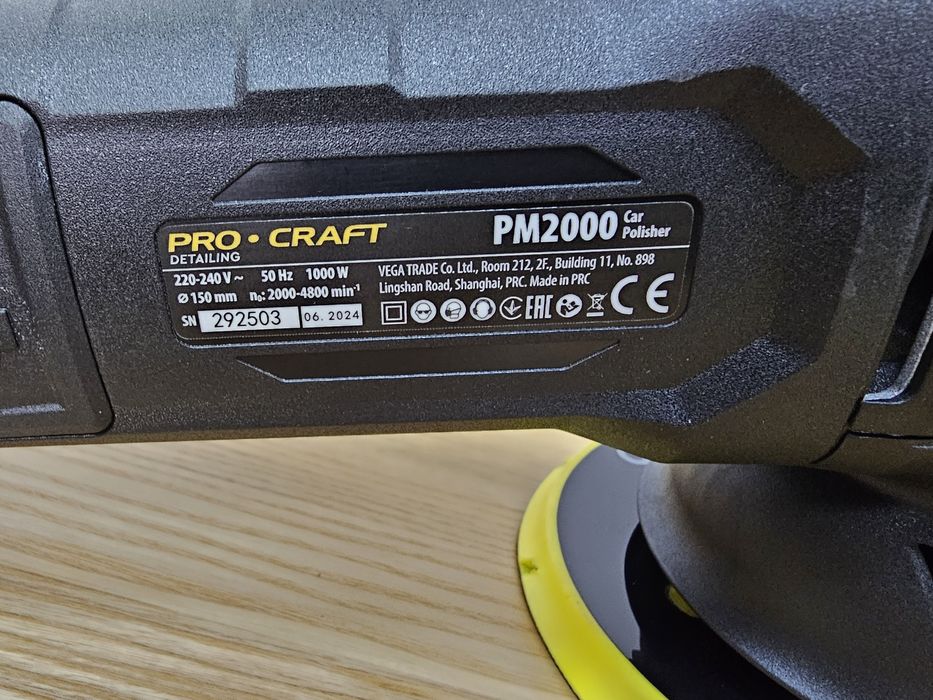 PRO • CRAFT
DETAILING
PM2000 Car Polisher
220-240 V ~ 50 Hz 1000 W
Ø 150 mm n₀: 2000-4800 min⁻¹
SN 292503 06. 2024
VEGA TRADE Co. Ltd., Room 212, 2F., Building 11, No. 898
Lingshan Road, Shanghai, PRC. Made in PRC
EAC CE